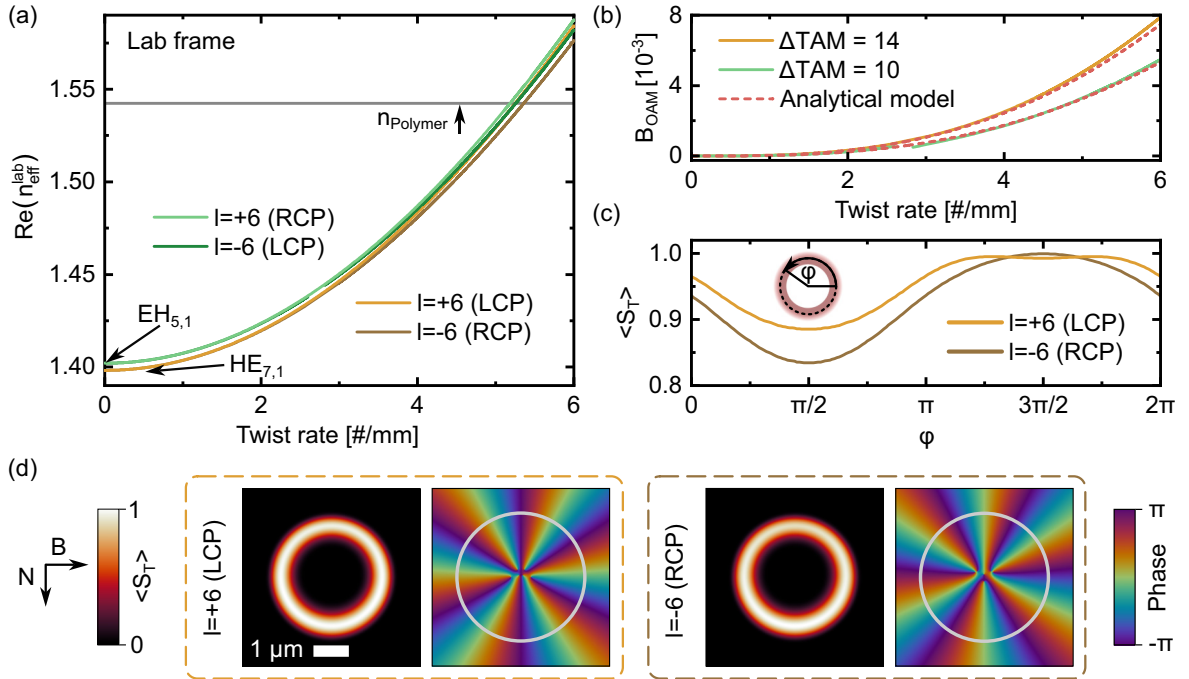 (a)
Lab frame
Re(n_eff^lab)
1.55
1.50
1.45
1.40
n_Polymer
l=+6 (RCP)
l=-6 (LCP)
l=+6 (LCP)
l=-6 (RCP)
EH_5,1
HE_7,1
0 2 4 6
Twist rate [#/mm]
(b)
B_OAM [10^-3]
8
4
0
ΔTAM = 14
ΔTAM = 10
Analytical model
0 2 4 6
Twist rate [#/mm]
(c)
<S_T>
1.0
0.9
0.8
φ
l=+6 (LCP)
l=-6 (RCP)
0 π/2 π 3π/2 2π
φ
(d)
B
N
<S_T>
1
0
l=+6 (LCP)
1 µm
l=-6 (RCP)
π
Phase
-π